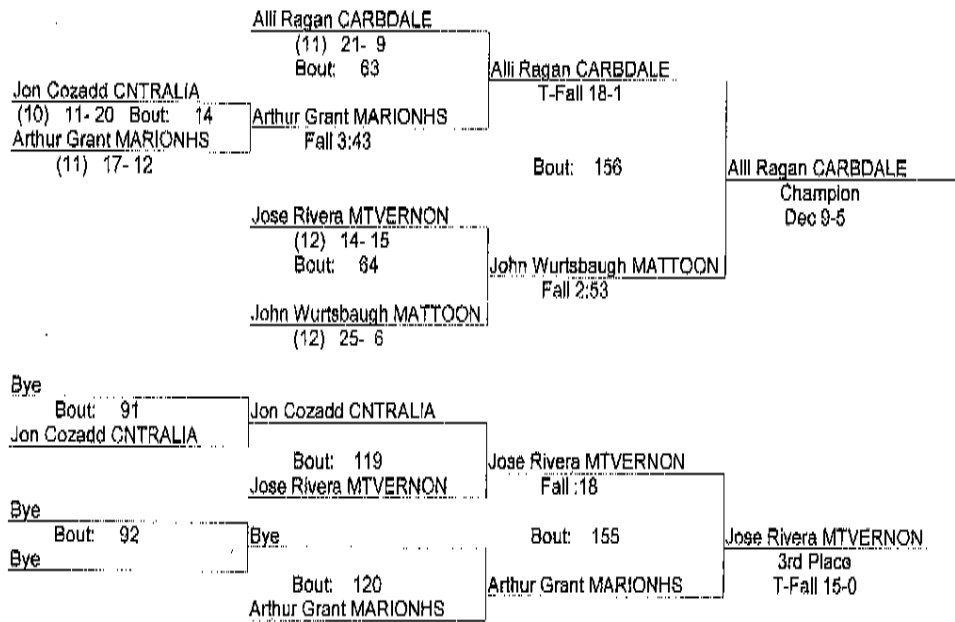 Alli Ragan CARBDALE
(11) 21- 9
Bout: 63
Alli Ragan CARBDALE
T-Fall 18-1
Jon Cozadd CNTRALIA
(10) 11- 20 Bout: 14
Arthur Grant MARIONHS
(11) 17- 12
Arthur Grant MARIONHS
Fall 3:43
Bout: 156
Alli Ragan CARBDALE
Champion
Dec 9-5
Jose Rivera MTVERNON
(12) 14- 15
Bout: 64
John Wurtsbaugh MATTOON
Fall 2:53
John Wurtsbaugh MATTOON
(12) 25- 6
Bye
Bout: 91
Jon Cozadd CNTRALIA
Jon Cozadd CNTRALIA
Bout: 119
Jose Rivera MTVERNON
Jose Rivera MTVERNON
Fall :18
Bye
Bout: 92
Bye
Bye
Bout: 120
Arthur Grant MARIONHS
Bout: 155
Arthur Grant MARIONHS
Jose Rivera MTVERNON
3rd Place
T-Fall 15-0